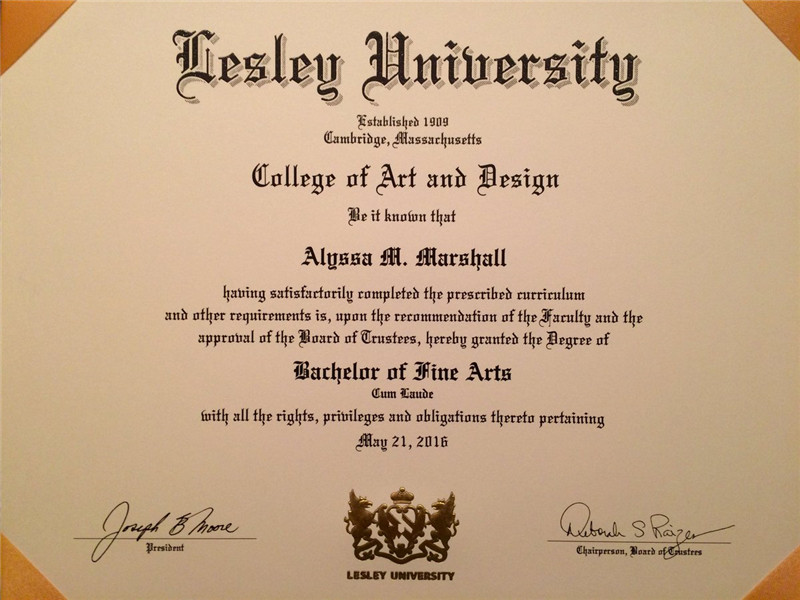 Lesley University
Established 1909
Cambridge, Massachusetts
College of Art and Design
Be it known that
Alyssa M. Marshall
having satisfactorily completed the prescribed curriculum
and other requirements is, upon the recommendation of the Faculty and the
approval of the Board of Trustees, hereby granted the Degree of
Bachelor of Fine Arts
Cum Laude
with all the rights, privileges and obligations thereto pertaining
May 21, 2016
Joseph B Moore
President
Deborah S
Chairperson, Board of Trustees
LESLEY UNIVERSITY